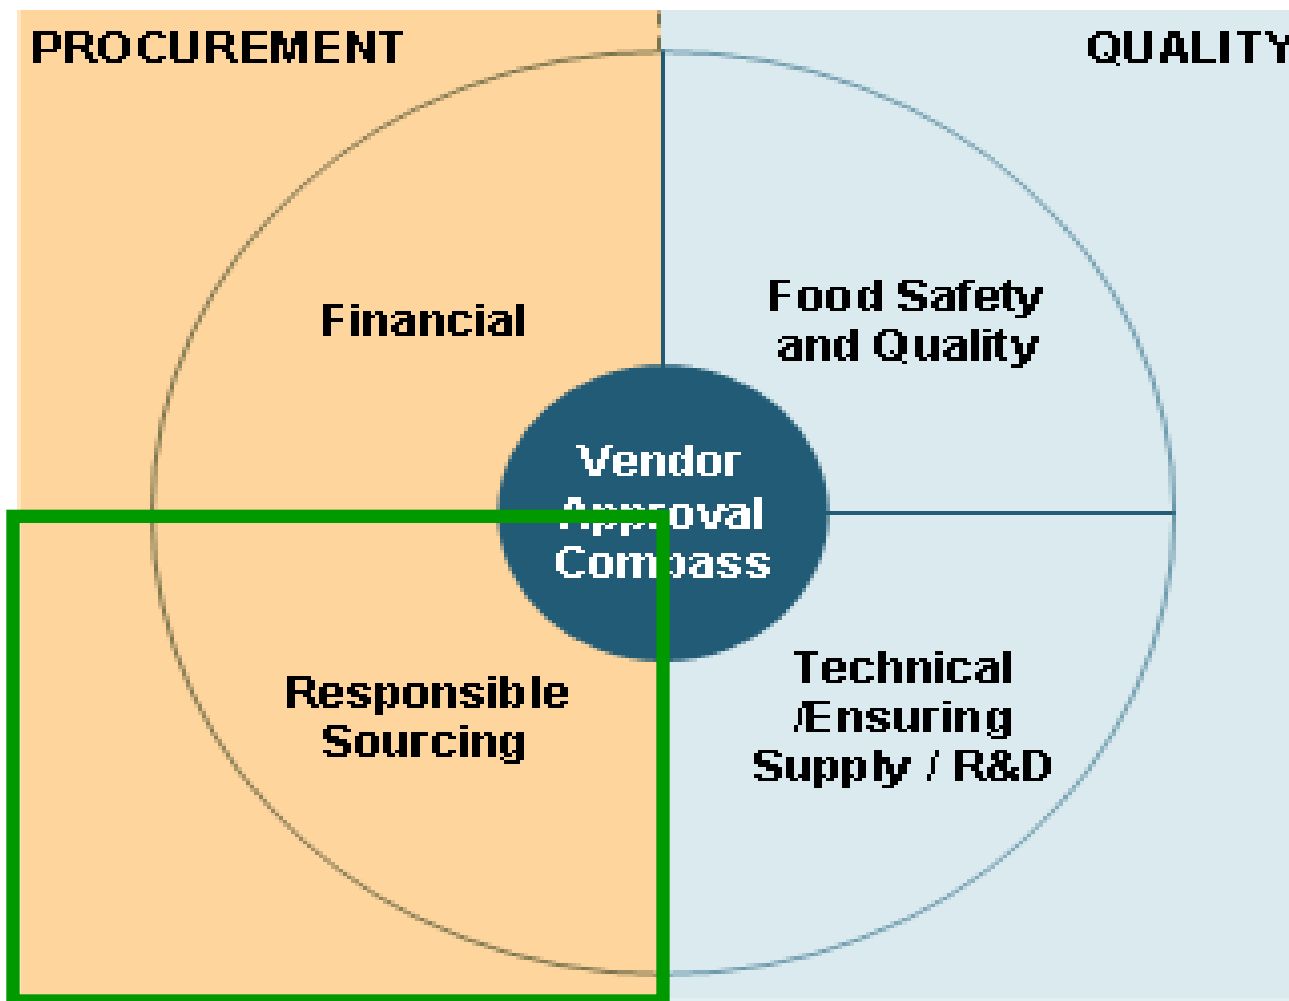 PROCUREMENT
QUALITY
Financial
Food Safety
and Quality
Vendor
Approval
Compass
Responsible
Sourcing
Technical
/Ensuring
Supply / R&D